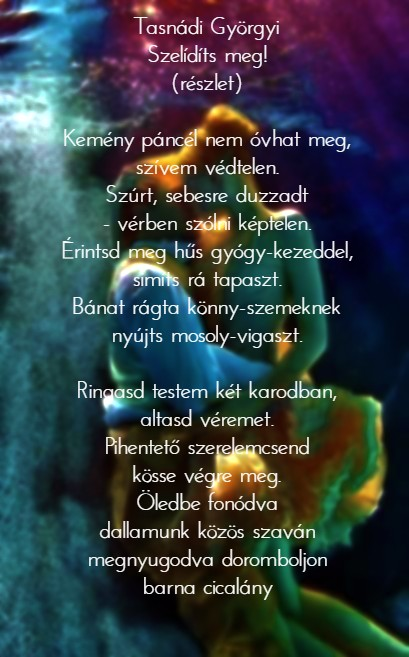 Tasnádi Györgyi
Szelídíts meg!
(részlet)
Kemény páncél nem óvhat meg,
szívem védtelen.
Szúrt, sebesre duzzadt
- vérben szólni képtelen.
Érintsd meg hűs gyógy-kezeddel,
simíts rá tapaszt.
Bánat rágta könny-szemeknek
nyújts mosoly-vigaszt.
Ringasd testem két karodban,
altasd véremet.
Pihentető szerelemcsend
kösse végre meg.
Öledbe fonódva
dallamunk közös szaván
megnyugodva doromboljon
barna cicalány